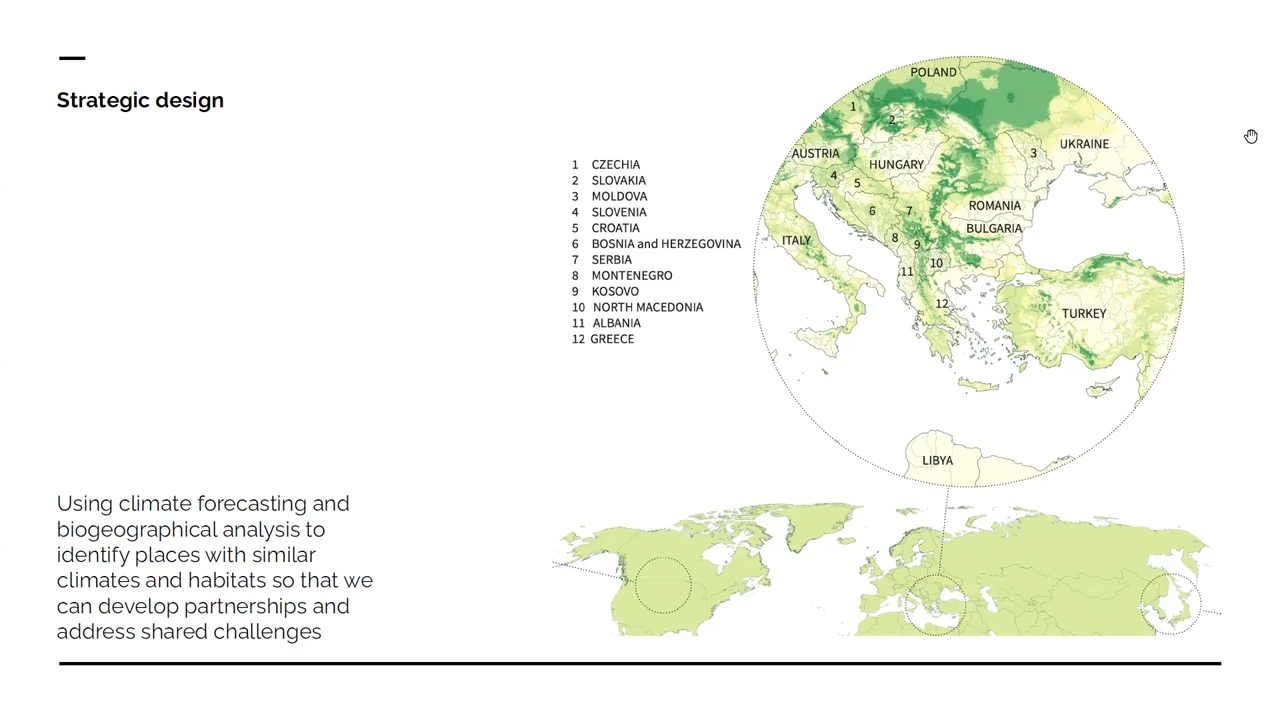 Strategic design
1 CZECHIA
2 SLOVAKIA
3 MOLDOVA
4 SLOVENIA
5 CROATIA
6 BOSNIA and HERZEGOVINA
7 SERBIA
8 MONTENEGRO
9 KOSOVO
10 NORTH MACEDONIA
11 ALBANIA
12 GREECE
POLAND
1
2
UKRAINE
AUSTRIA
3
HUNGARY
4
5
ROMANIA
6
7
BULGARIA
ITALY
8
9
10
11
12
TURKEY
LIBYA
Using climate forecasting and
biogeographical analysis to
identify places with similar
climates and habitats so that we
can develop partnerships and
address shared challenges